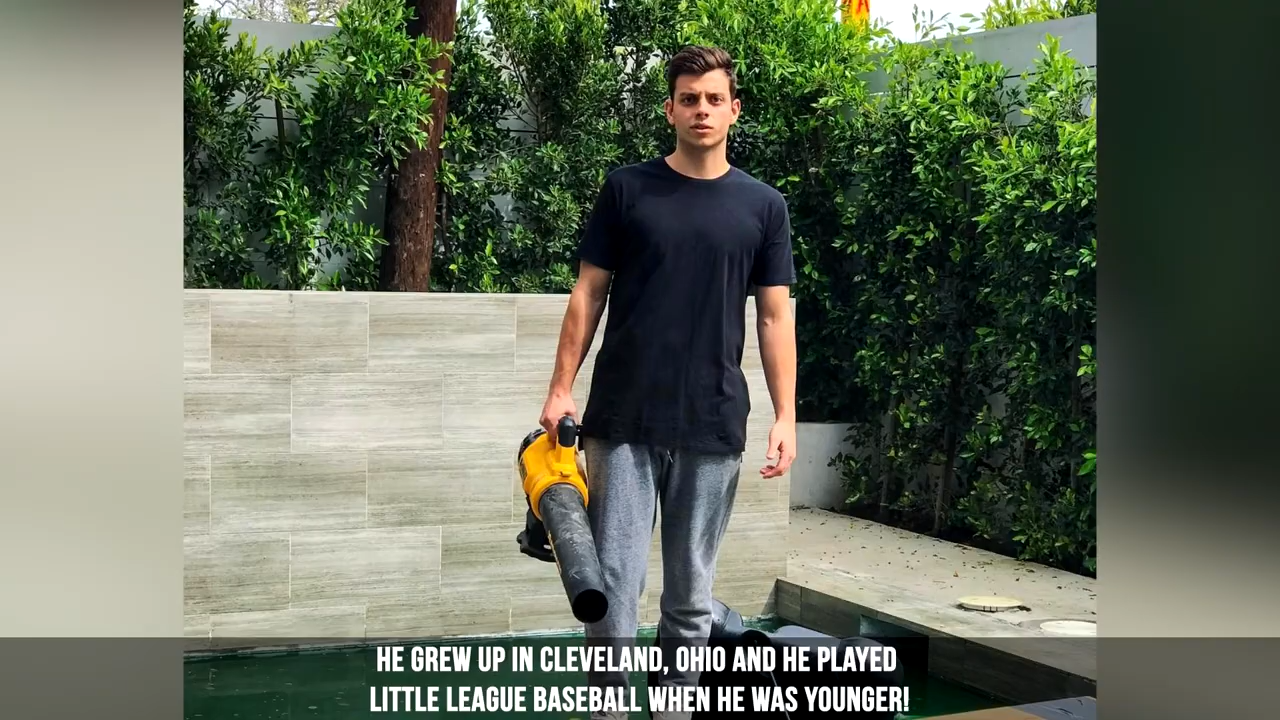 HE GREW UP IN CLEVELAND, OHIO AND HE PLAYED
LITTLE LEAGUE BASEBALL WHEN HE WAS YOUNGER!